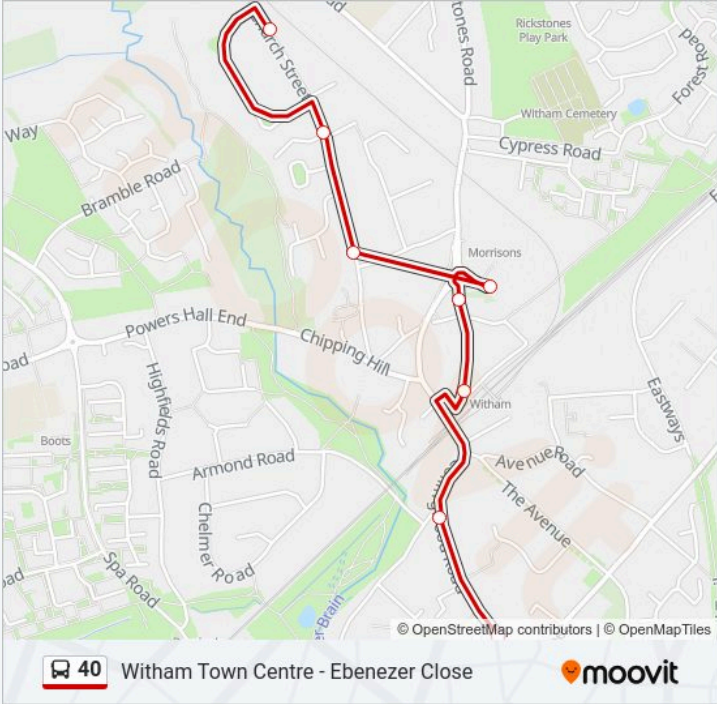 Rickstones
Play Park
Forest Road
Witham Cemetery
Cypress Road
Way
Bramble Road
Morrisons
Powers Hall End
Chipping Hill
Highfields Road
Witham
Eastways
Boots
Armond Road
Avenue Road
The Avenue
Chelmer Road
Spa Road
© OpenStreetMap contributors | © OpenMapTiles
40 Witham Town Centre - Ebenezer Close
moovit